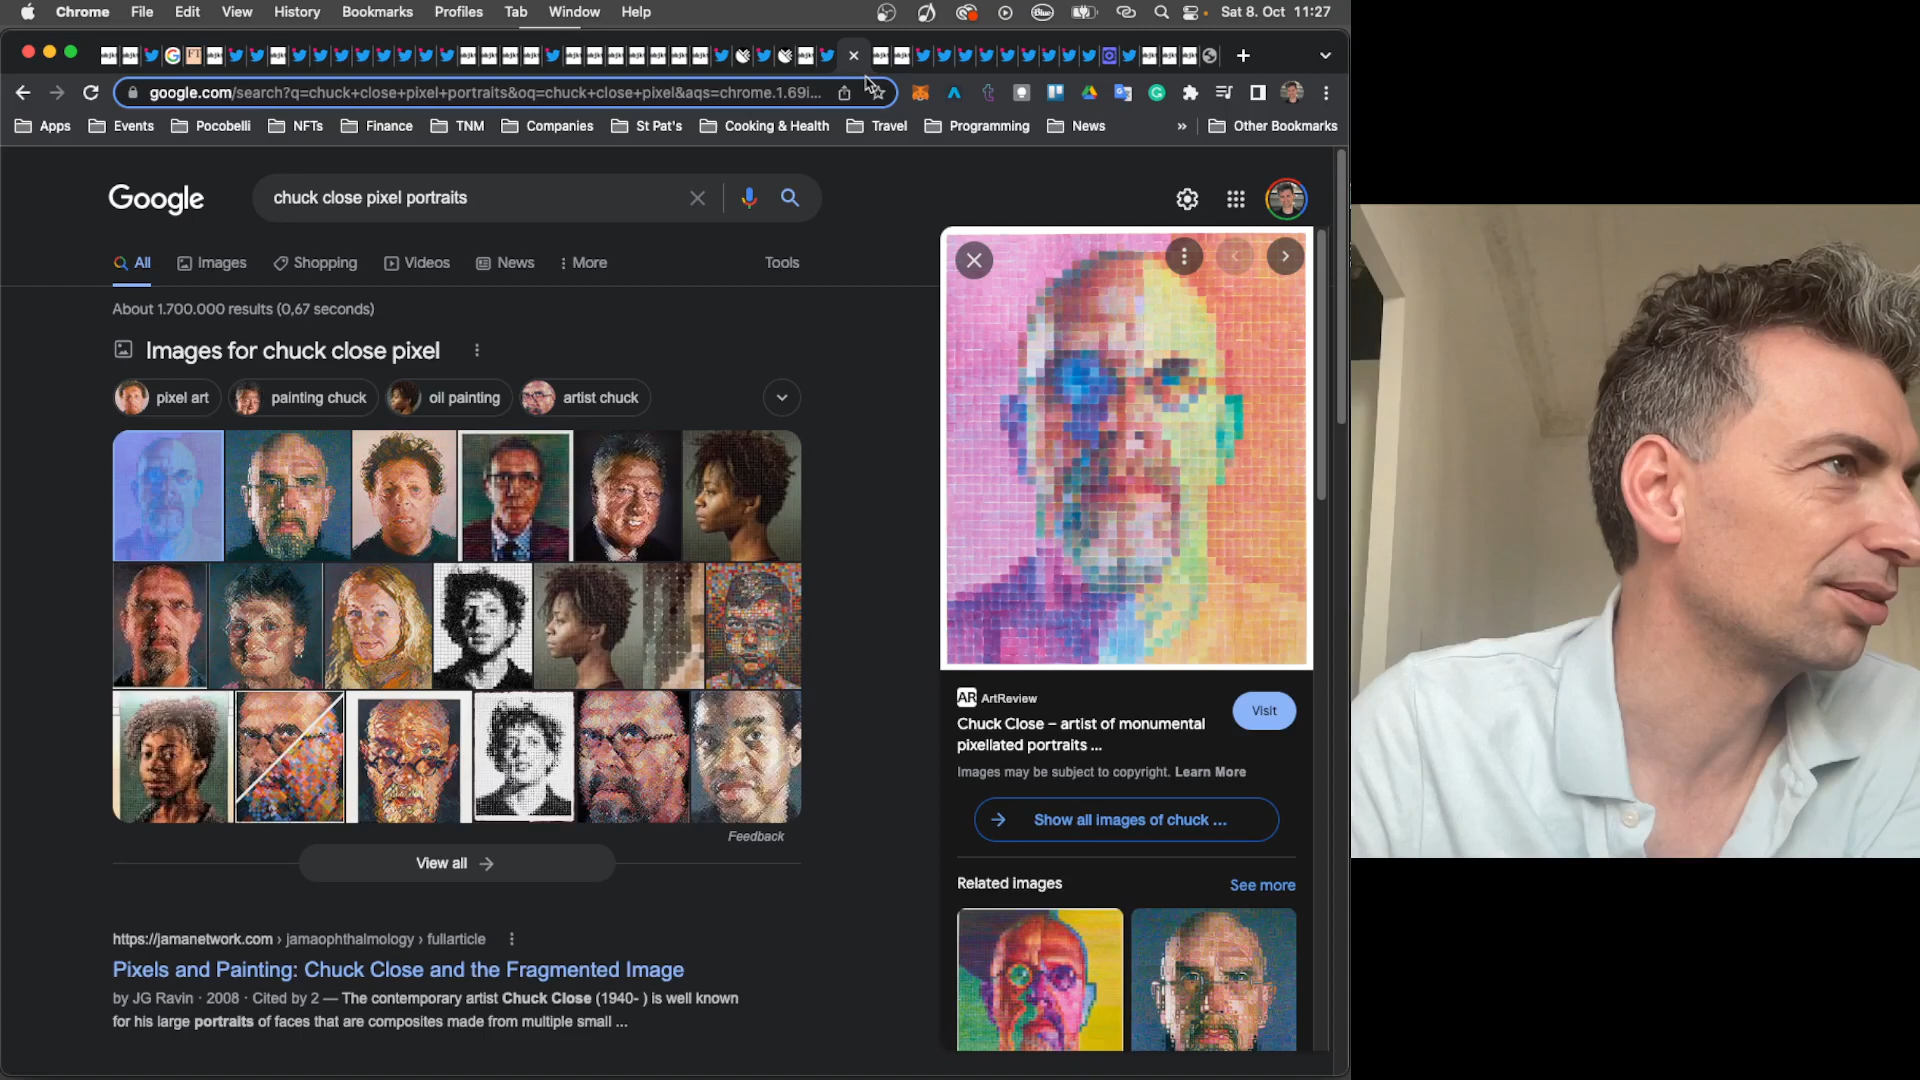 Chrome File Edit View History Bookmarks Profiles Tab Window Help
Sat 8. Oct 11:27
google.com/search?q=chuck+close+pixel+portraits&oq=chuck+close+pixel&aqs=chrome.1.69i...
Apps Events Pocobelli NFTs Finance TNM Companies St Pat's Cooking & Health Travel Programming News » Other Bookmarks
Google
chuck close pixel portraits
All Images Shopping Videos News More Tools
About 1.700.000 results (0,67 seconds)
Images for chuck close pixel
pixel art painting chuck oil painting artist chuck
Feedback
View all
https://jamanetwork.com › jamaophthalmology › fullarticle
Pixels and Painting: Chuck Close and the Fragmented Image
by JG Ravin · 2008 · Cited by 2 — The contemporary artist Chuck Close (1940- ) is well known
for his large portraits of faces that are composites made from multiple small ...
AR ArtReview
Visit
Chuck Close – artist of monumental
pixellated portraits ...
Images may be subject to copyright. Learn More
Show all images of chuck ...
Related images
See more